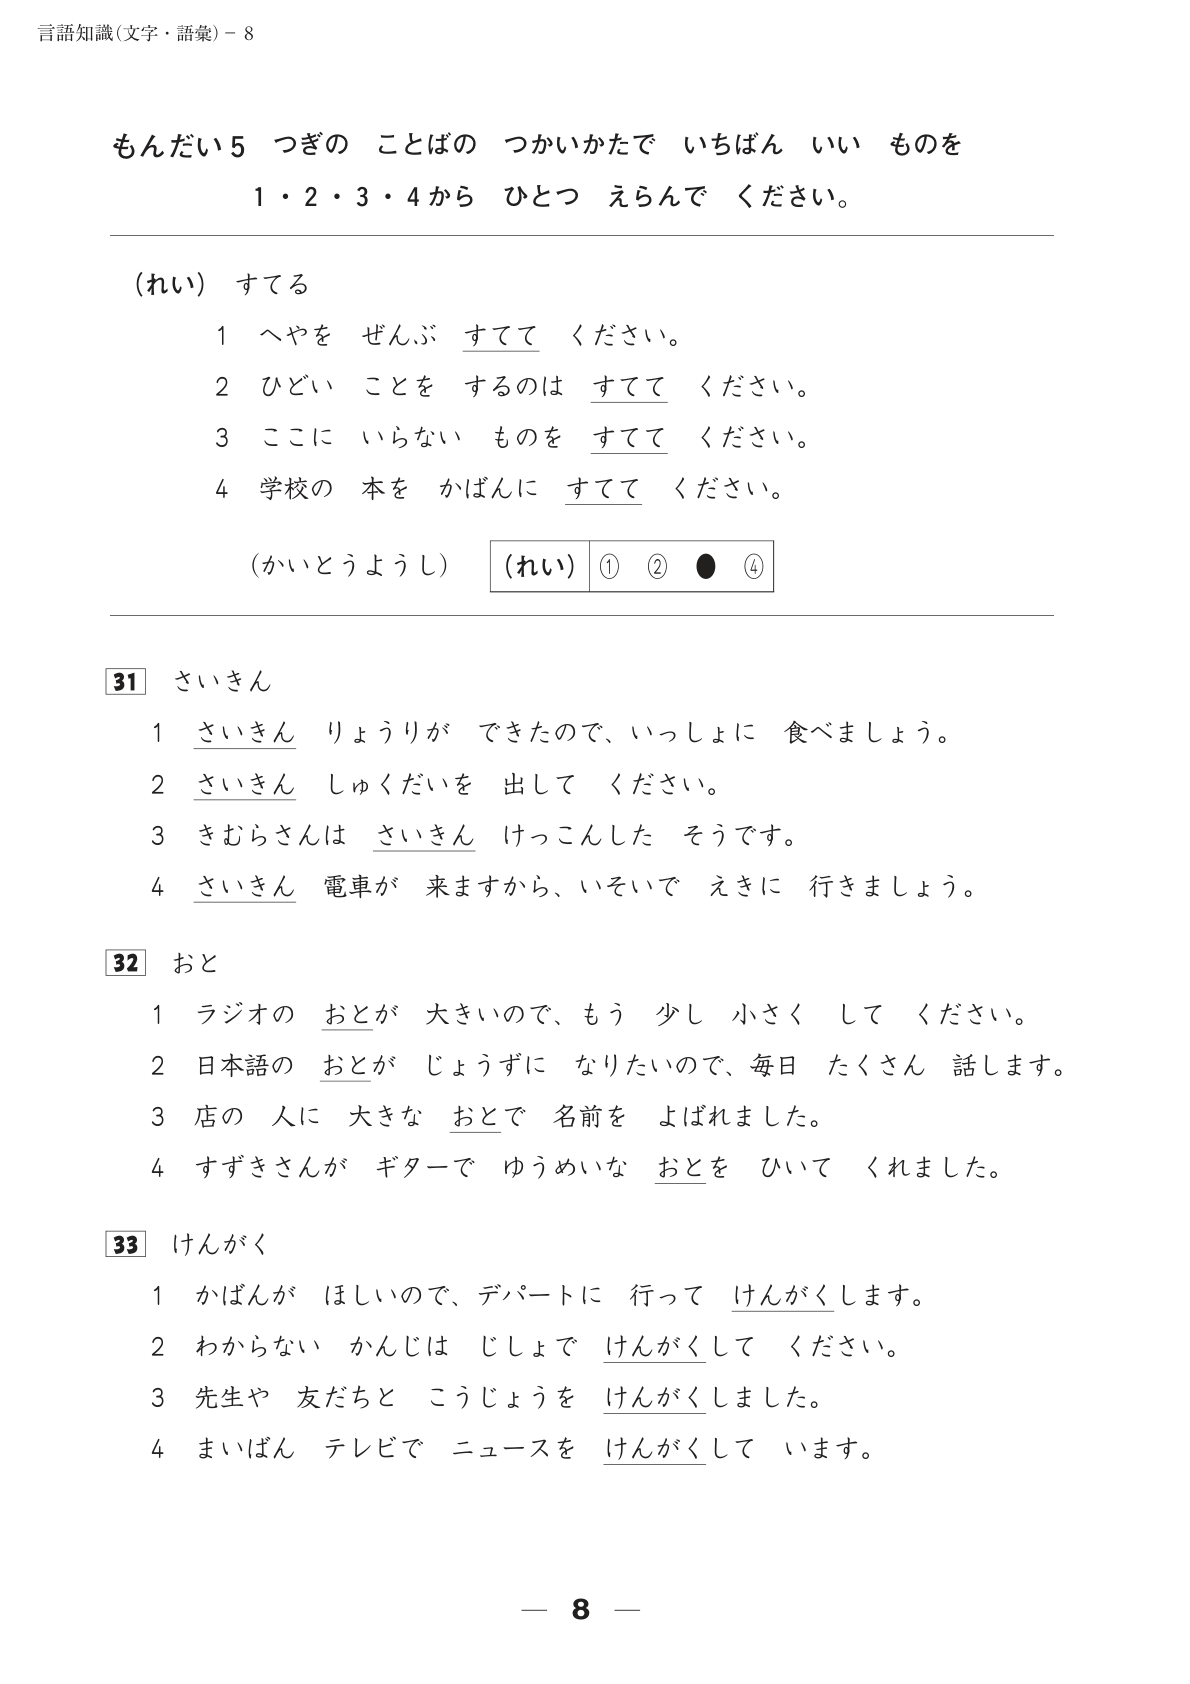 言語知識(文字・語彙)－ 8
もんだい5　つぎの　ことばの　つかいかたで　いちばん　いい　ものを
1・2・3・4から　ひとつ　えらんで　ください。
(れい)　すてる
1　へやを　ぜんぶ　すてて　ください。
2　ひどい　ことを　するのは　すてて　ください。
3　ここに　いらない　ものを　すてて　ください。
4　学校の　本を　かばんに　すてて　ください。
(かいとうようし)　(れい)　①　②　●　④
31　さいきん
1　さいきん　りょうりが　できたので、いっしょに　食べましょう。
2　さいきん　しゅくだいを　出して　ください。
3　きむらさんは　さいきん　けっこんした　そうです。
4　さいきん　電車が　来ますから、いそいで　えきに　行きましょう。
32　おと
1　ラジオの　おとが　大きいので、もう　少し　小さく　して　ください。
2　日本語の　おとが　じょうずに　なりたいので、毎日　たくさん　話します。
3　店の　人に　大きな　おとで　名前を　よばれました。
4　すずきさんが　ギターで　ゆうめいな　おとを　ひいて　くれました。
33　けんがく
1　かばんが　ほしいので、デパートに　行って　けんがくします。
2　わからない　かんじは　じしょで　けんがくして　ください。
3　先生や　友だちと　こうじょうを　けんがくしました。
4　まいばん　テレビで　ニュースを　けんがくして　います。
— 8 —